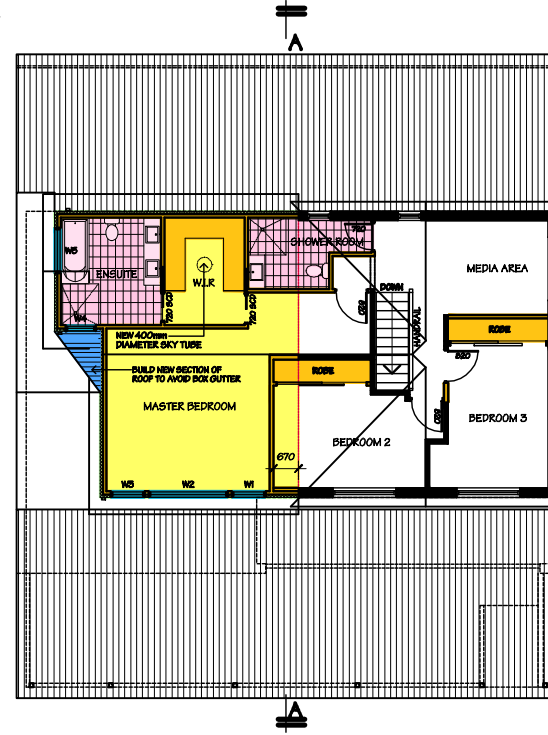 A
W3
ENSUITE
W.I.R
SHOWER ROOM
720
MEDIA AREA
W4
720 SCD
720 SCD
DOWN
820
HANDRAIL
NEW 400mm
DIAMETER SKY TUBE
ROBE
BUILD NEW SECTION OF
ROOF TO AVOID BOX GUTTER
ROBE
820
MASTER BEDROOM
820
BEDROOM 2
BEDROOM 3
670
W3
W2
W1
A